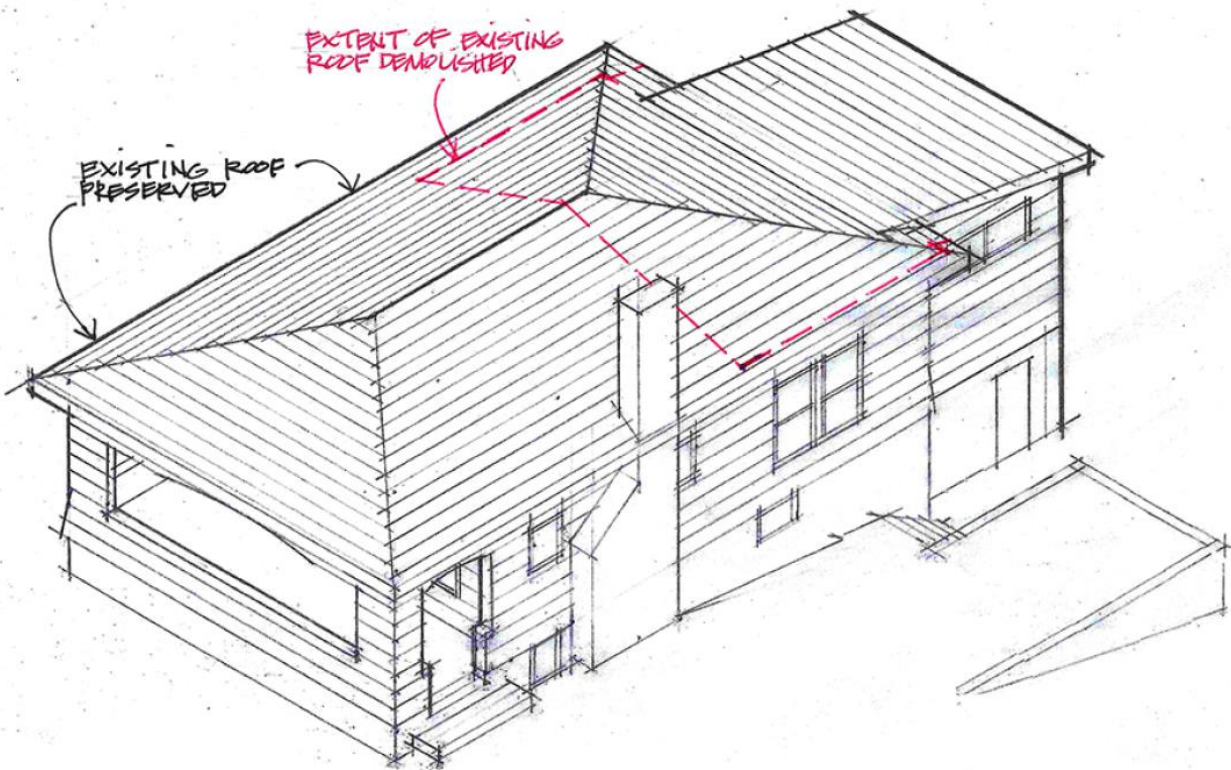 EXTENT OF EXISTING
ROOF DEMOLISHED
EXISTING ROOF
PRESERVED